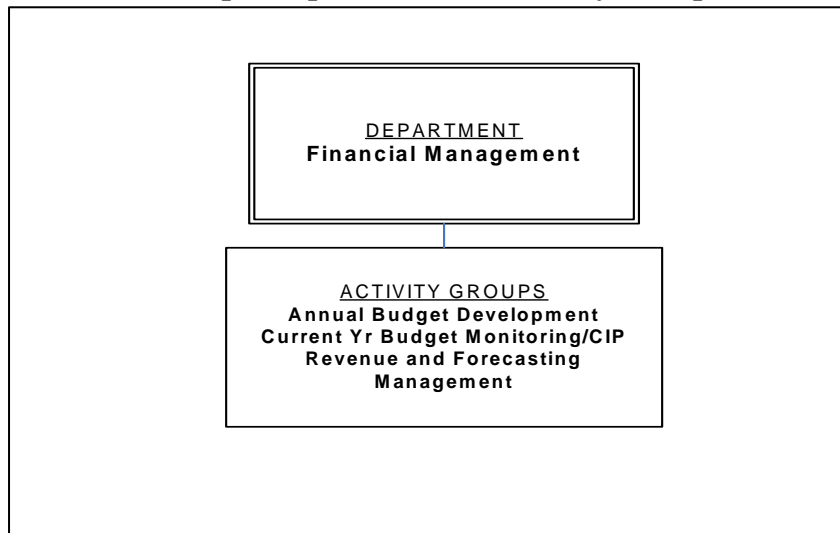 DEPARTMENT
Financial Management
ACTIVITY GROUPS
Annual Budget Development
Current Yr Budget Monitoring/CIP
Revenue and Forecasting
Management